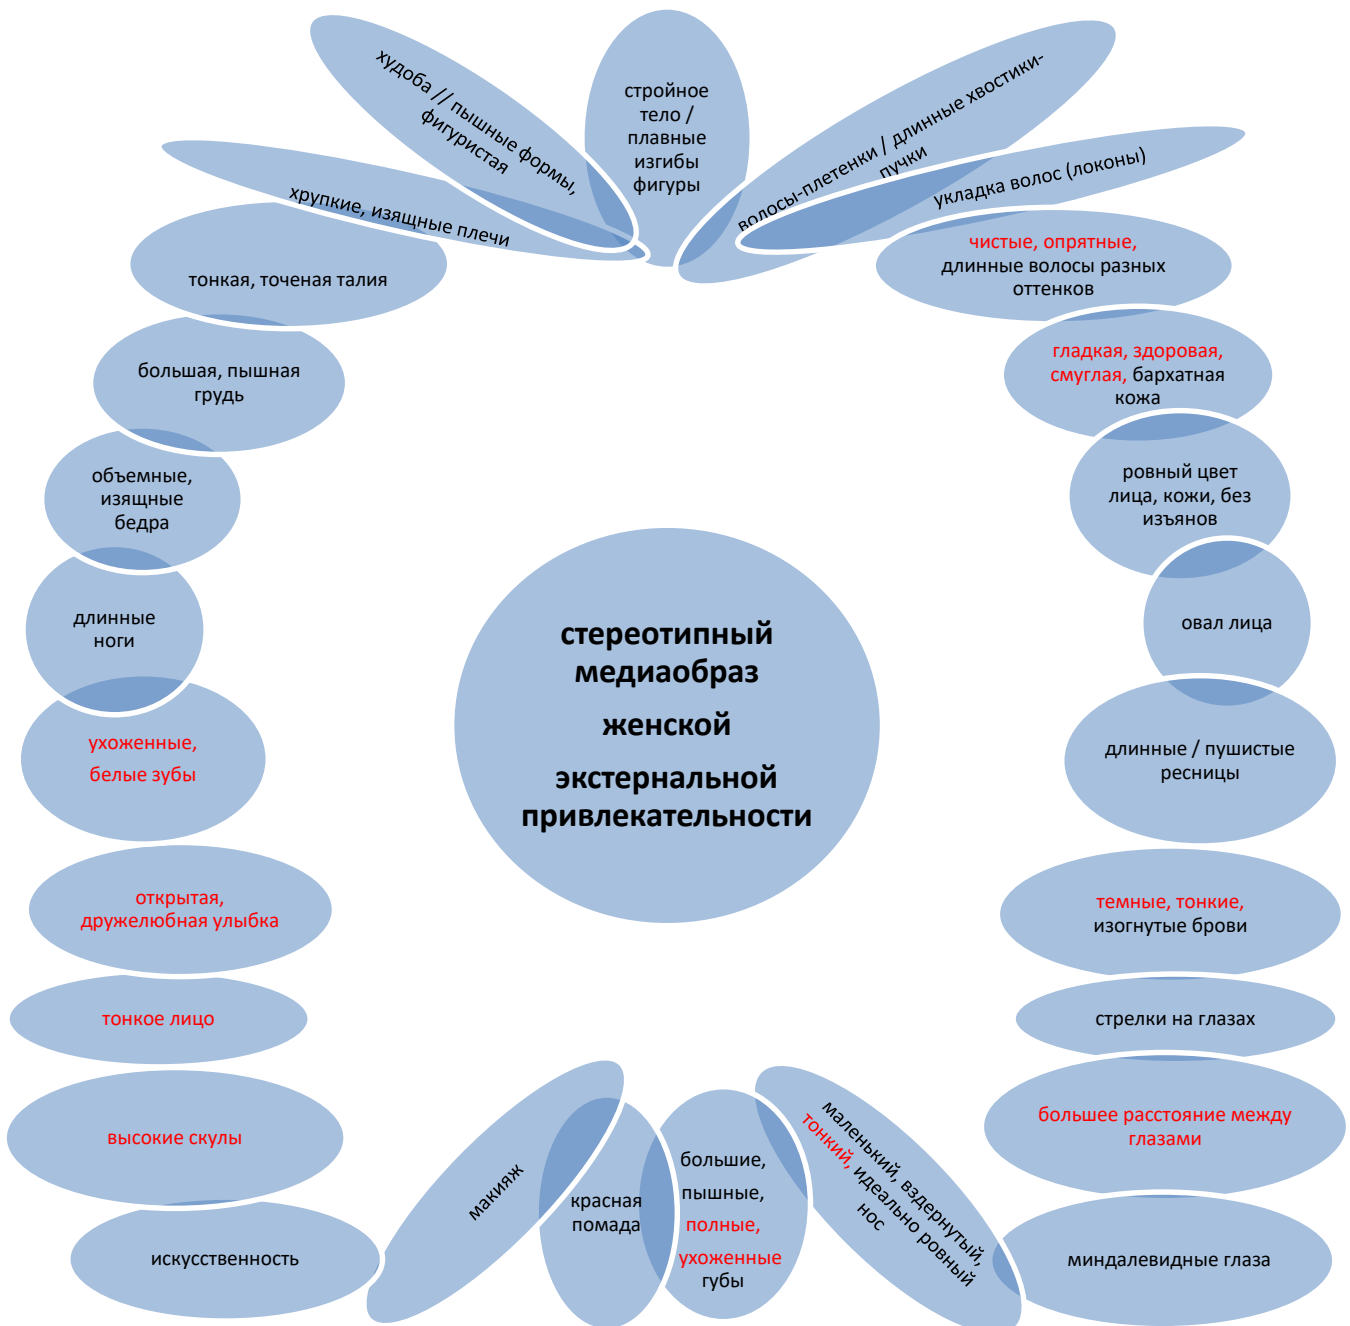 стройное
тело /
плавные
изгибы
фигуры
волосы-плетенки / длинные хвостики-
пучки
укладка волос (локоны)
чистые, опрятные,
длинные волосы разных
оттенков
гладкая, здоровая,
смуглая, бархатная
кожа
ровный цвет
лица, кожи, без
изъянов
овал лица
длинные / пушистые
ресницы
темные, тонкие,
изогнутые брови
стрелки на глазах
большее расстояние между
глазами
миндалевидные глаза
маленький, вздернутый,
тонкий, идеально ровный
нос
большие,
пышные,
полные,
ухоженные
губы
красная
помада
макияж
искусственность
высокие скулы
тонкое лицо
открытая,
дружелюбная улыбка
ухоженные,
белые зубы
длинные
ноги
объемные,
изящные
бедра
большая, пышная
грудь
тонкая, точеная талия
хрупкие, изящные плечи
худоба // пышные формы,
фигуристая
стереотипный
медиаобраз
женской
экстернальной
привлекательности